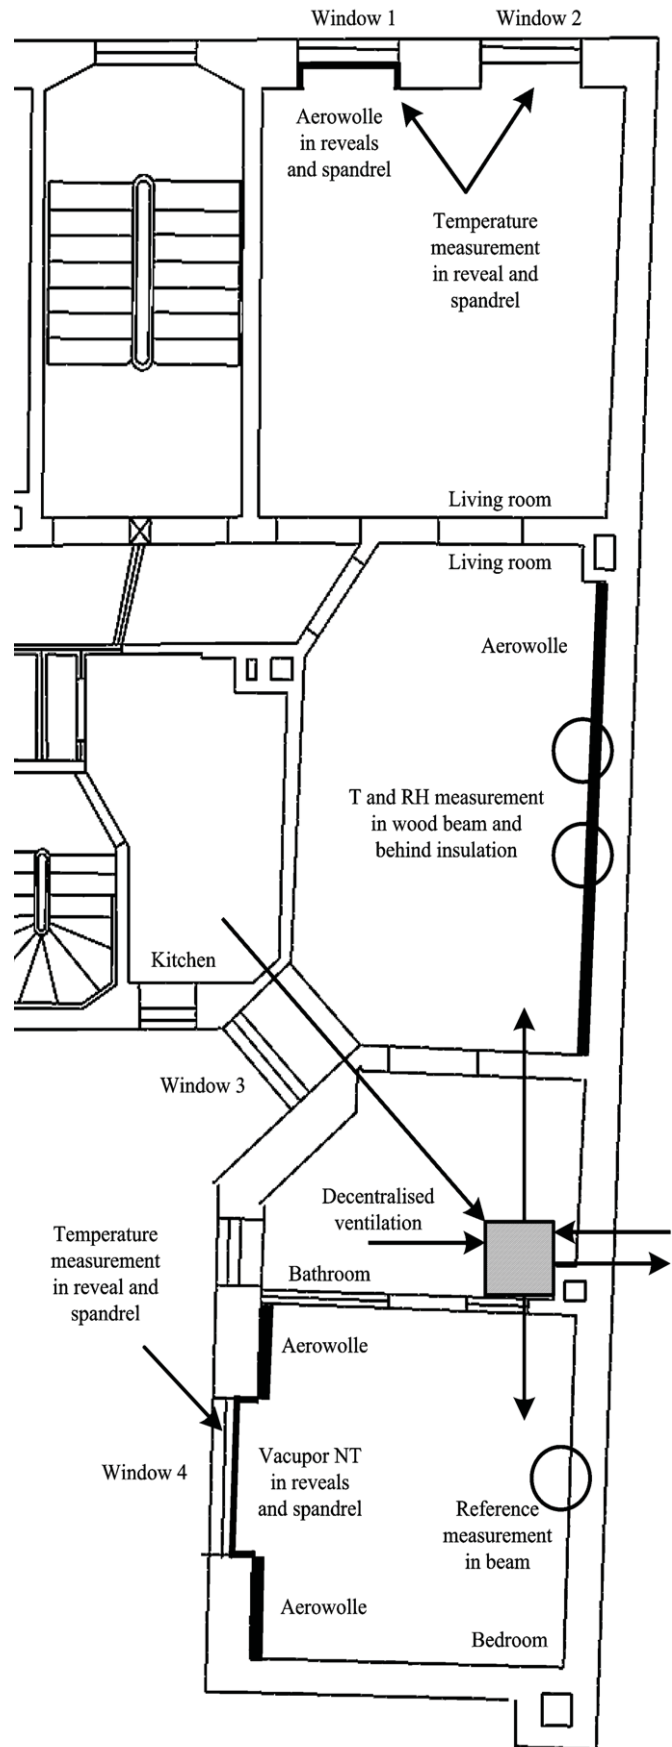 Window 1
Window 2
Aerowolle
in reveals
and spandrel
Temperature
measurement
in reveal and
spandrel
Living room
Living room
Aerowolle
T and RH measurement
in wood beam and
behind insulation
Kitchen
Window 3
Decentralised
ventilation
Temperature
measurement
in reveal and
spandrel
Bathroom
Aerowolle
Vacupor NT
in reveals
and spandrel
Window 4
Reference
measurement
in beam
Aerowolle
Bedroom